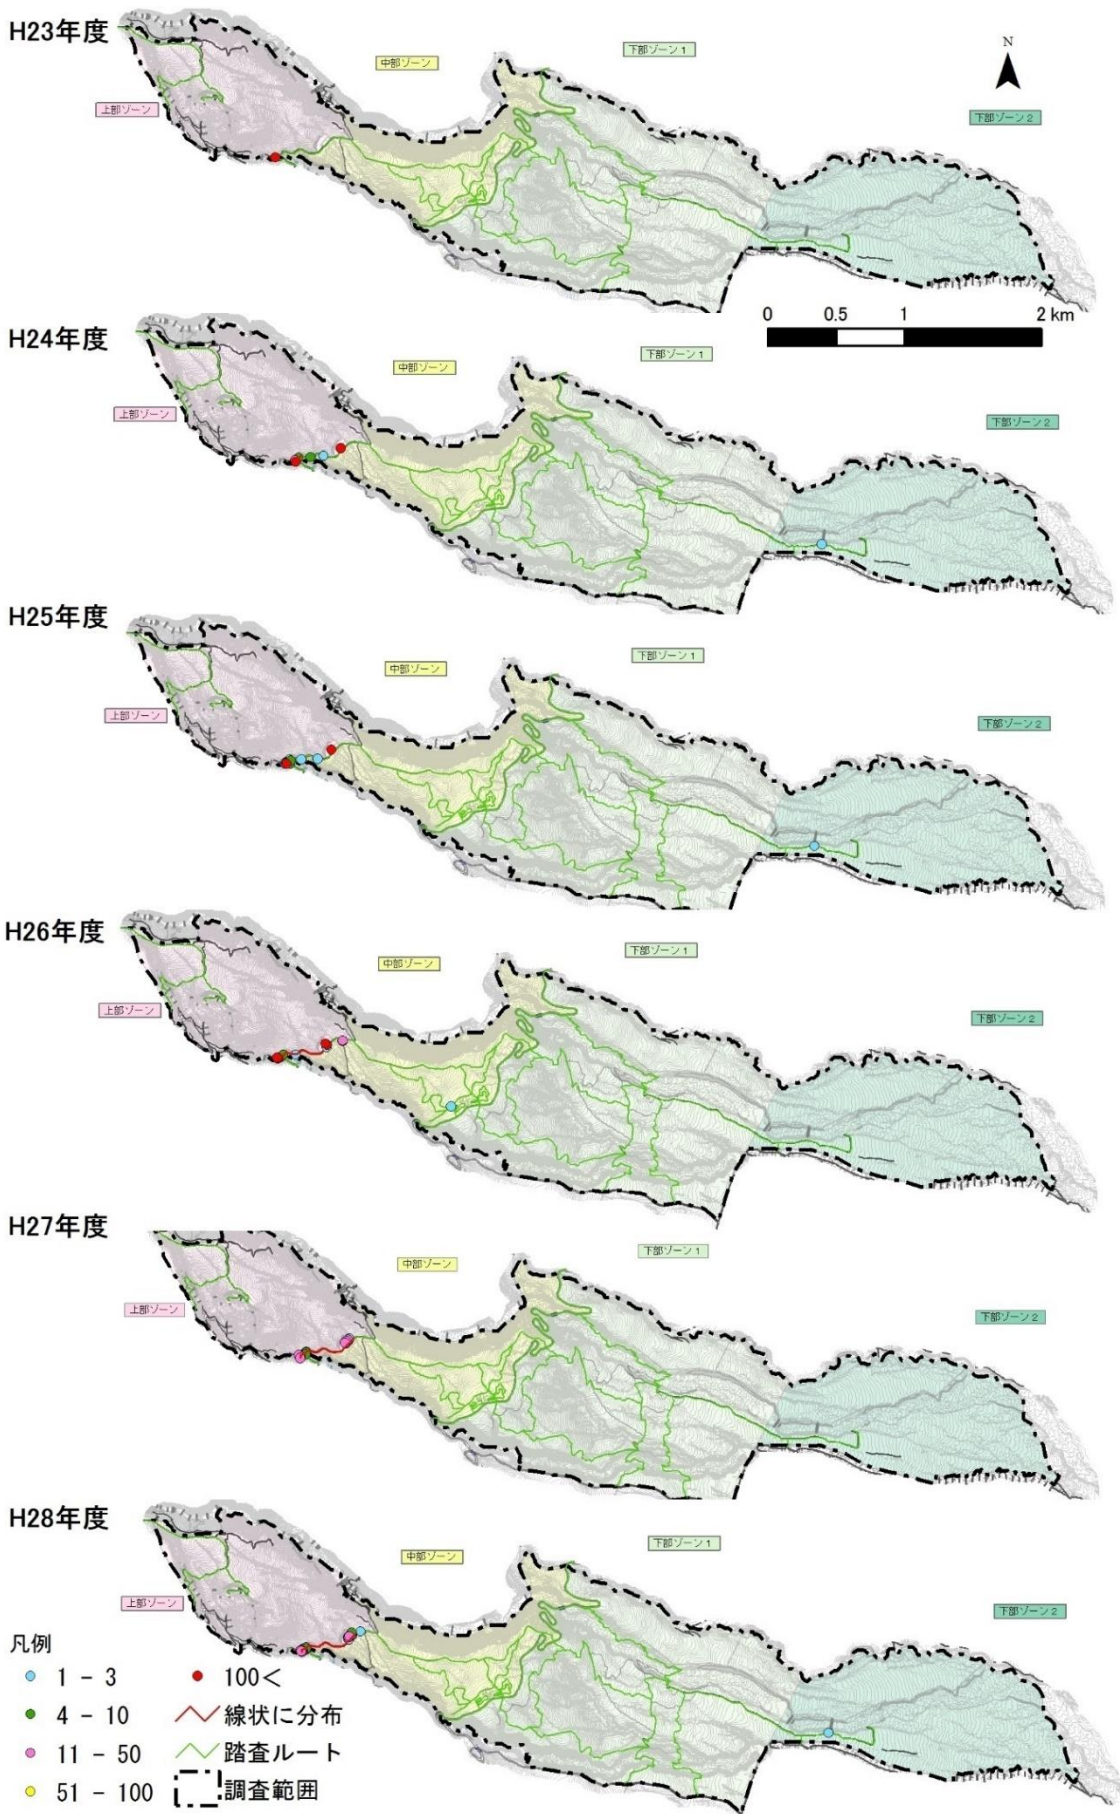 H23年度
中部ゾーン
下部ゾーン1
N
上部ゾーン
下部ゾーン2
0 0.5 1 2 km
H24年度
中部ゾーン
下部ゾーン1
上部ゾーン
下部ゾーン2
H25年度
中部ゾーン
下部ゾーン1
上部ゾーン
下部ゾーン2
H26年度
中部ゾーン
下部ゾーン1
上部ゾーン
下部ゾーン2
H27年度
中部ゾーン
下部ゾーン1
上部ゾーン
下部ゾーン2
H28年度
中部ゾーン
下部ゾーン1
上部ゾーン
下部ゾーン2
凡例
1 - 3
4 - 10
11 - 50
51 - 100
100<
線状に分布
踏査ルート
調査範囲